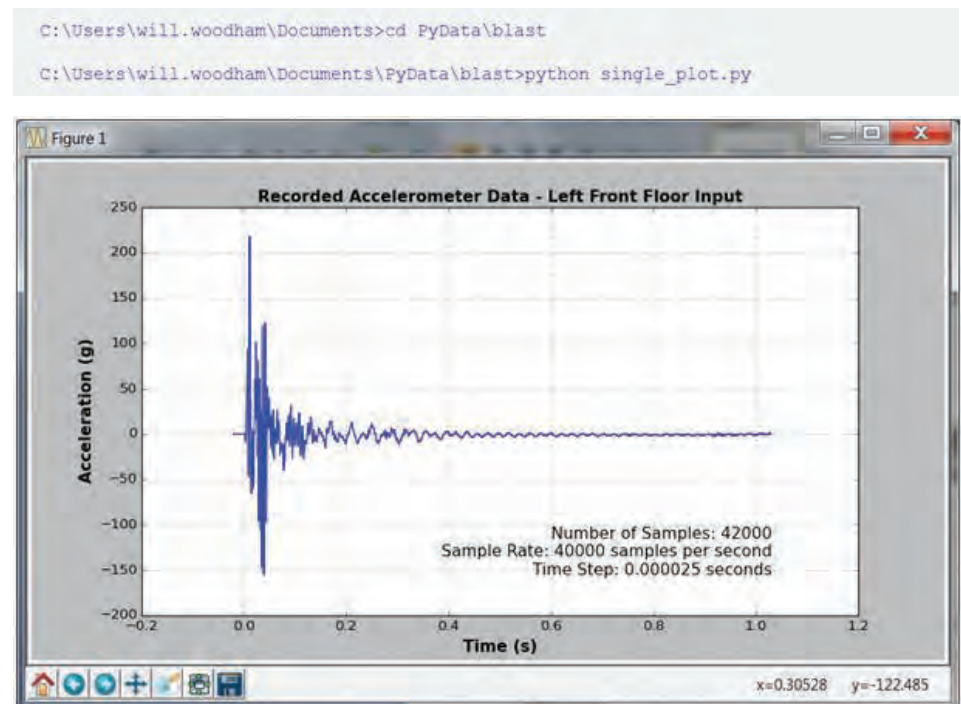 C:\Users\will.woodham\Documents>cd PyData\blast
C:\Users\will.woodham\Documents\PyData\blast>python single_plot.py
Figure 1
Recorded Accelerometer Data - Left Front Floor Input
250
200
150
100
50
0
−50
−100
−150
−200
Acceleration (g)
Number of Samples: 42000
Sample Rate: 40000 samples per second
Time Step: 0.000025 seconds
−0.2 0.0 0.2 0.4 0.6 0.8 1.0 1.2
Time (s)
x=0.30528 y=-122.485